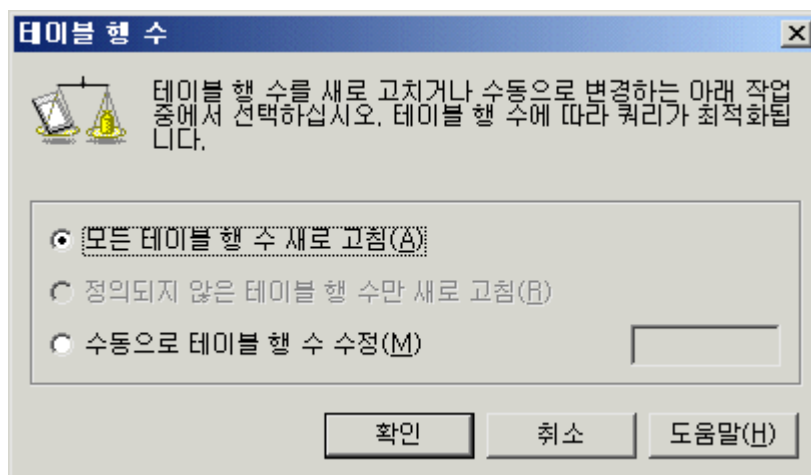 테이블 행 수
테이블 행 수를 새로 고치거나 수동으로 변경하는 아래 작업
중에서 선택하십시오. 테이블 행 수에 따라 쿼리가 최적화됩
니다.
모든 테이블 행 수 새로 고침(A)
정의되지 않은 테이블 행 수만 새로 고침(R)
수동으로 테이블 행 수 수정(M)
확인
취소
도움말(H)